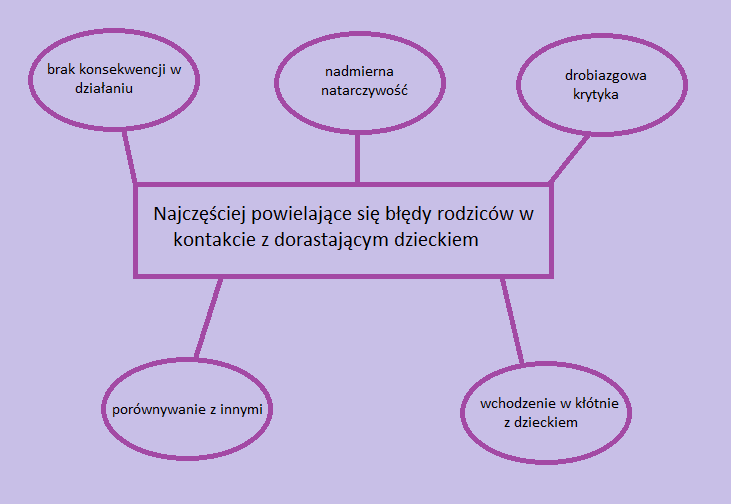 brak konsekwencji w
działaniu
nadmierna
natarczywość
drobiazgowa
krytyka
Najczęściej powielające się błędy rodziców w
kontakcie z dorastającym dzieckiem
porównywanie z innymi
wchodzenie w kłótnie
z dzieckiem